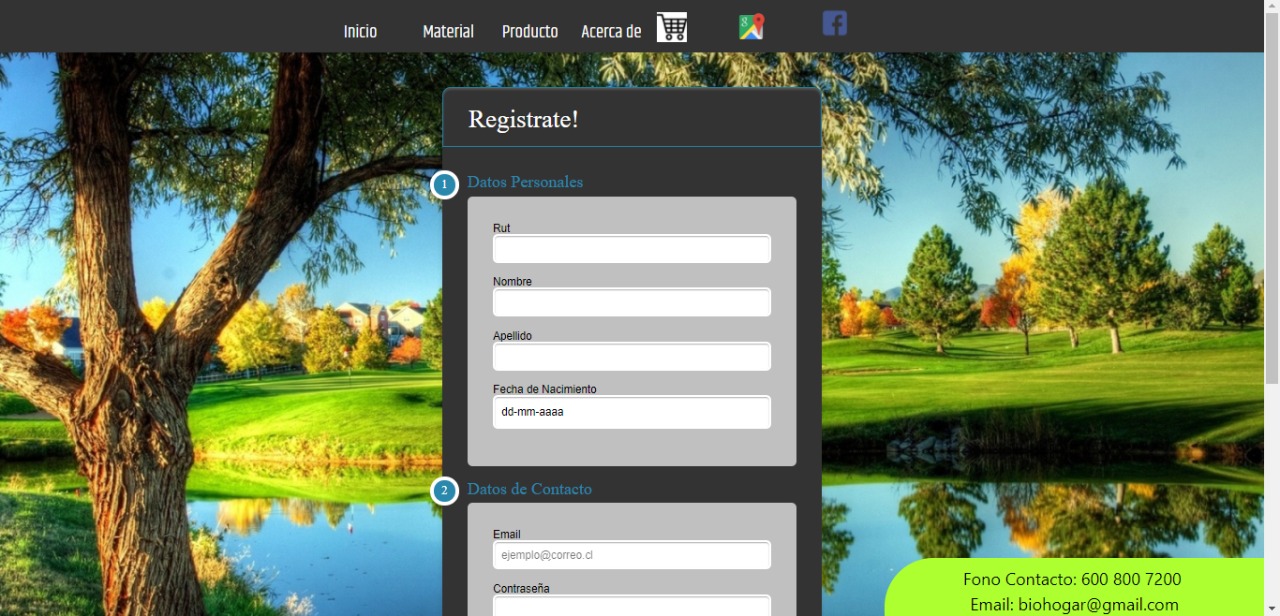 Inicio Material Producto Acerca de
Registrate!
1 Datos Personales
Rut
Nombre
Apellido
Fecha de Nacimiento
dd-mm-aaaa
2 Datos de Contacto
Email
ejemplo@correo.cl
Contraseña
Fono Contacto: 600 800 7200
Email: biohogar@gmail.com